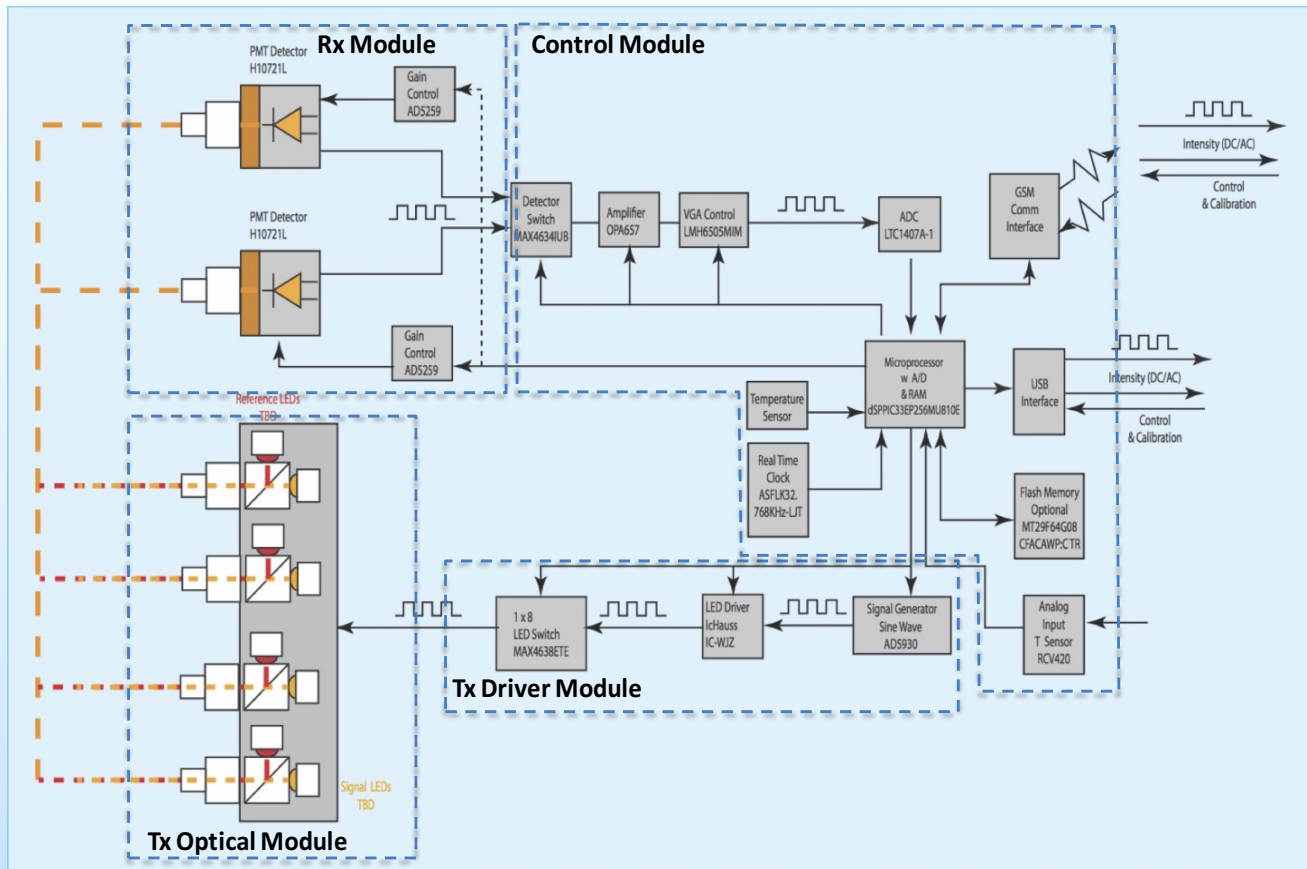 Rx Module
Control Module
PMT Detector
H10721L
Gain
Control
AD5259
PMT Detector
H10721L
Gain
Control
AD5259
Detector
Switch
MAX4634IUB
Amplifier
OPA657
VGA Control
LMH6505MIM
ADC
LTC1407A-1
GSM
Comm
Interface
Intensity (DC/AC)
Control
& Calibration
Microprocessor
w A/D
& RAM
dSPPIC33EP256MU810E
USB
Interface
Intensity (DC/AC)
Control
& Calibration
Temperature
Sensor
Real Time
Clock
ASFLK32.
768KHz-LJT
Flash Memory
Optional
MT29F64G08
CFACAWP:C TR
Analog
Input
T Sensor
RCV420
Reference LEDs
TBD
1 x 8
LED Switch
MAX4638ETE
LED Driver
IcHauss
IC-WJZ
Signal Generator
Sine Wave
AD5930
Tx Driver Module
Signal LEDs
TBD
Tx Optical Module